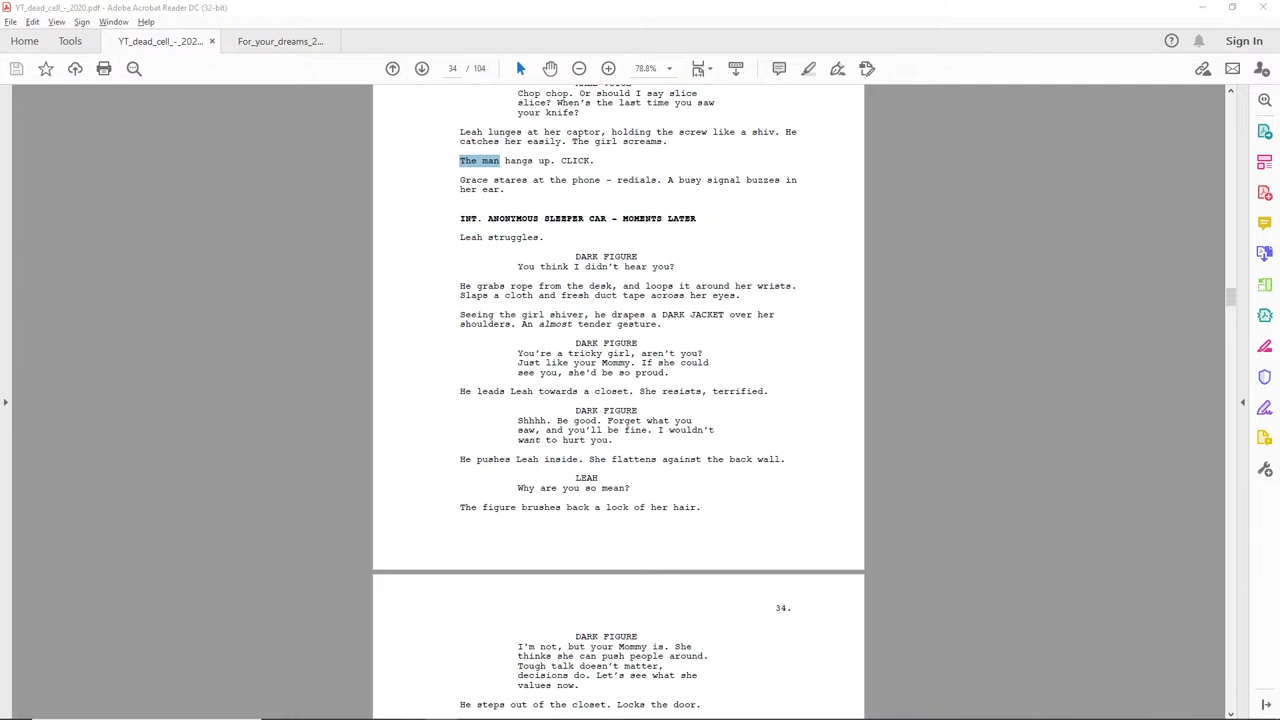 YT_dead_cell_-_2020.pdf - Adobe Acrobat Reader DC (32-bit)
File Edit View Sign Window Help
Home Tools YT_dead_cell_-_202... × For_your_dreams_2... Sign In
34 / 104 78.8%
Chop chop. Or should I say slice
slice? When's the last time you saw
your knife?
Leah lunges at her captor, holding the screw like a shiv. He
catches her easily. The girl screams.
The man hangs up. CLICK.
Grace stares at the phone - redials. A busy signal buzzes in
her ear.
INT. ANONYMOUS SLEEPER CAR - MOMENTS LATER
Leah struggles.
DARK FIGURE
You think I didn't hear you?
He grabs rope from the desk, and loops it around her wrists.
Slaps a cloth and fresh duct tape across her eyes.
Seeing the girl shiver, he drapes a DARK JACKET over her
shoulders. An almost tender gesture.
DARK FIGURE
You're a tricky girl, aren't you?
Just like your Mommy. If she could
see you, she'd be so proud.
He leads Leah towards a closet. She resists, terrified.
DARK FIGURE
Shhhh. Be good. Forget what you
saw, and you'll be fine. I wouldn't
want to hurt you.
He pushes Leah inside. She flattens against the back wall.
LEAH
Why are you so mean?
The figure brushes back a lock of her hair.
34.
DARK FIGURE
I'm not, but your Mommy is. She
thinks she can push people around.
Tough talk doesn't matter,
decisions do. Let's see what she
values now.
He steps out of the closet. Locks the door.